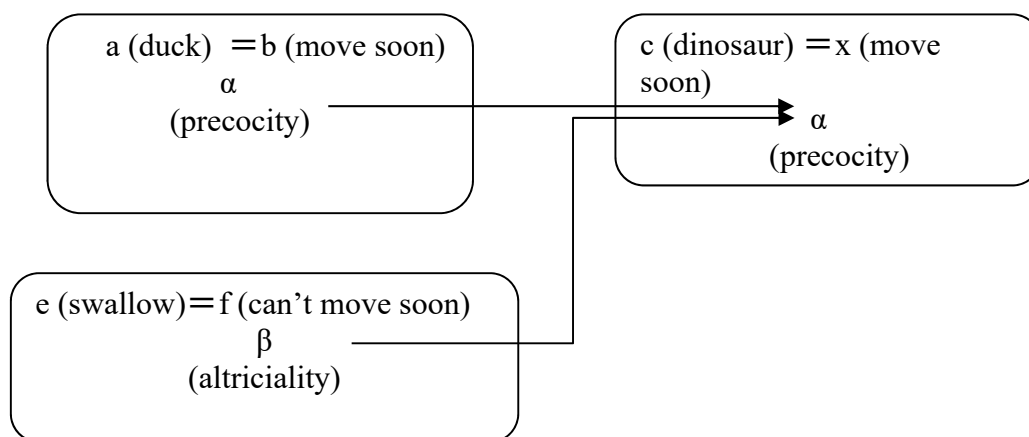 a (duck) ＝b (move soon)
α
(precocity)
c (dinosaur)＝x (move
soon)
α
(precocity)
e (swallow)＝f (can’t move soon)
β
(altriciality)